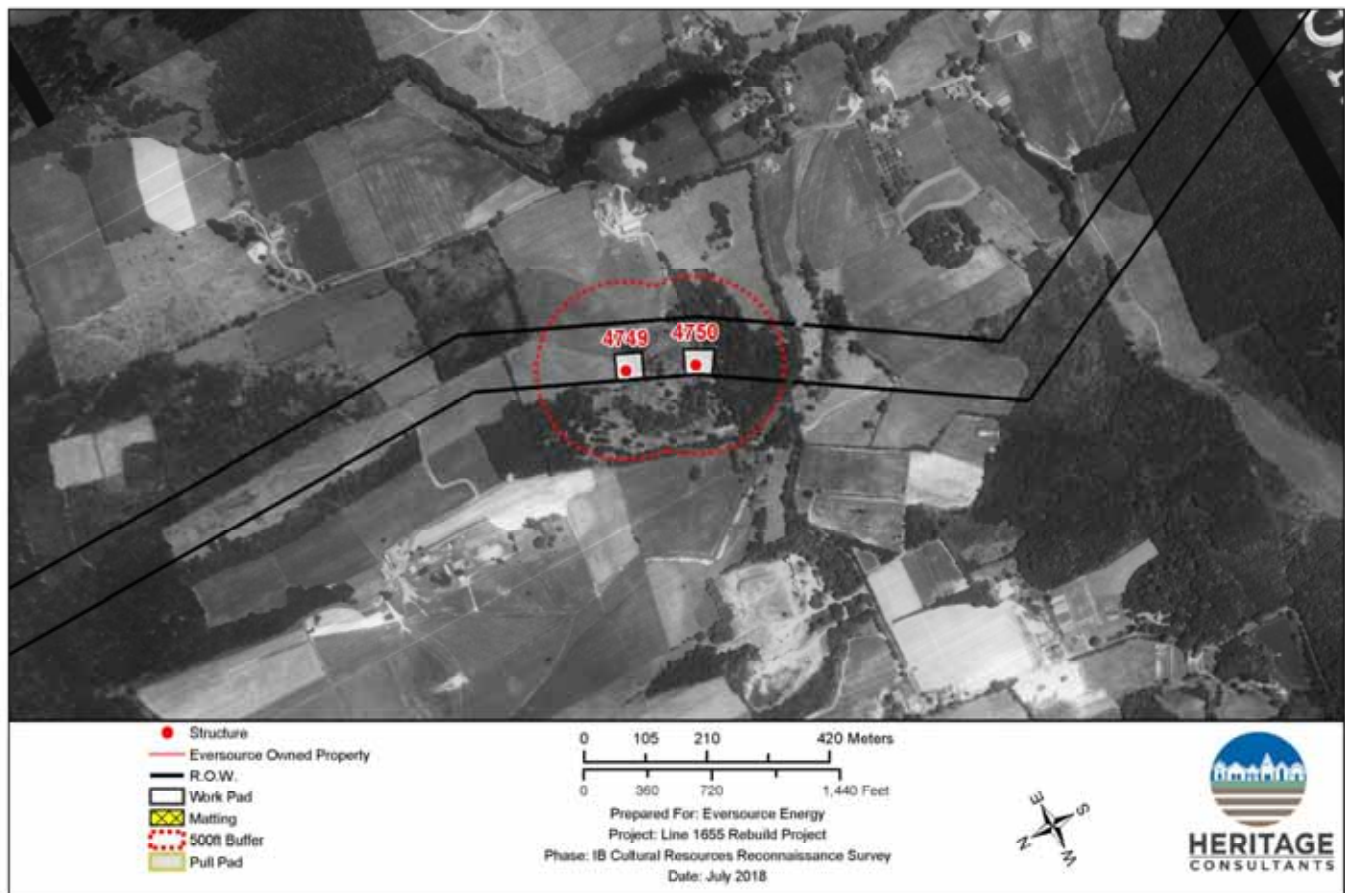 4749
4750
Structure
Eversource Owned Property
R.O.W.
Work Pad
Matting
500ft Buffer
Pull Pad
0 105 210 420 Meters
0 360 720 1,440 Feet
Prepared For: Eversource Energy
Project: Line 1655 Rebuild Project
Phase: IB Cultural Resources Reconnaissance Survey
Date: July 2018
E S
N W
HERITAGE
CONSULTANTS